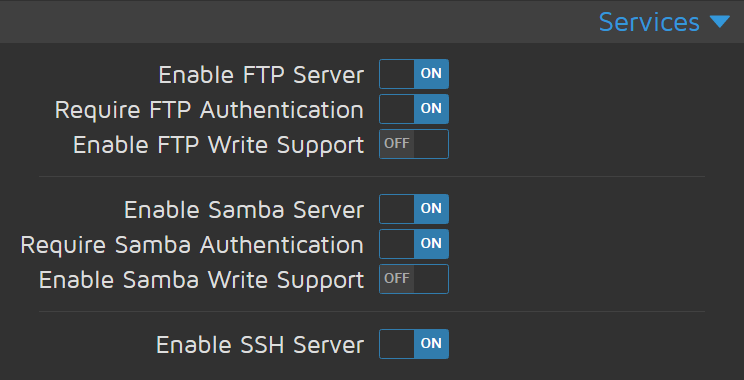 Services
Enable FTP Server ON
Require FTP Authentication ON
Enable FTP Write Support OFF
Enable Samba Server ON
Require Samba Authentication ON
Enable Samba Write Support OFF
Enable SSH Server ON